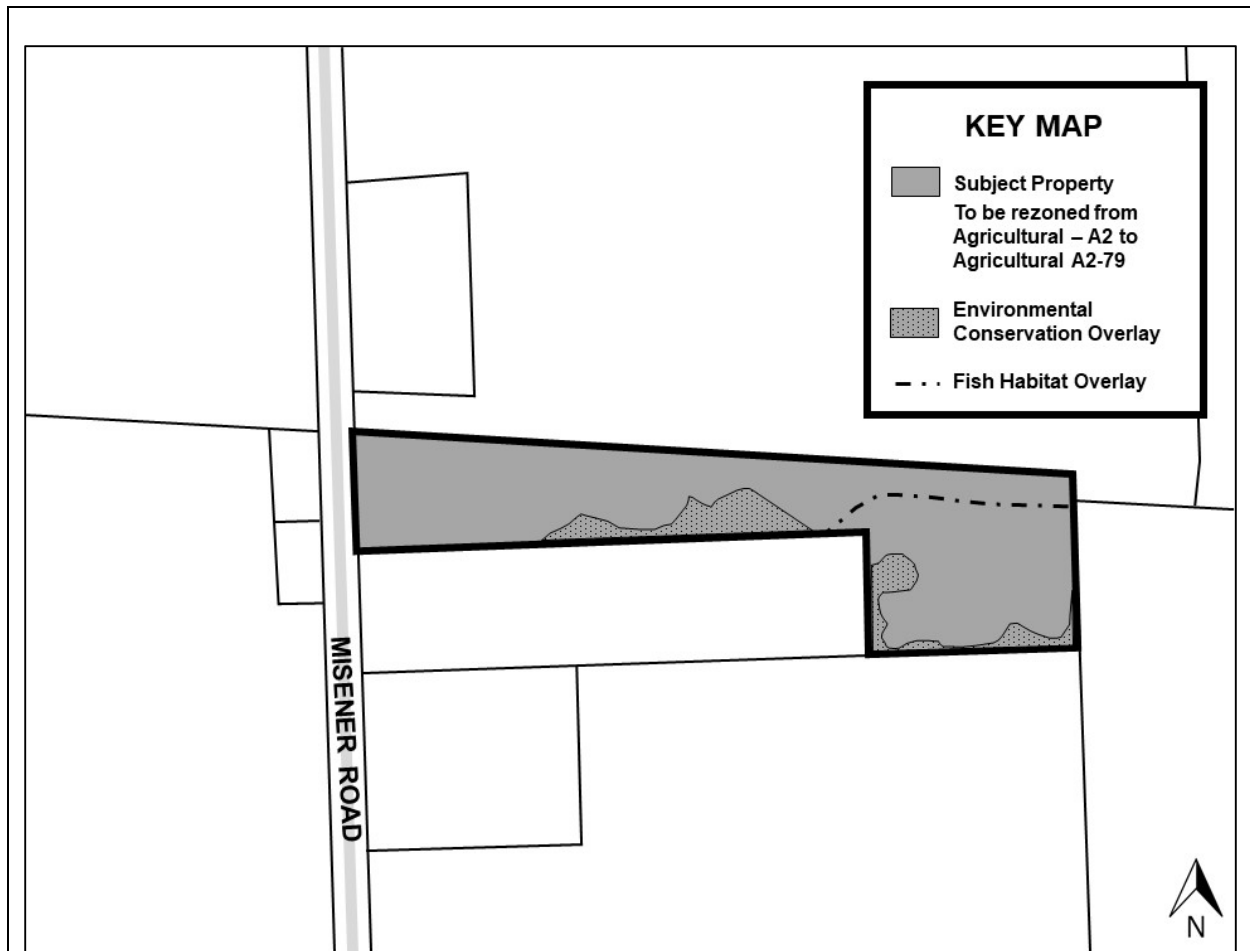 KEY MAP
Subject Property
To be rezoned from
Agricultural – A2 to
Agricultural A2-79
Environmental
Conservation Overlay
Fish Habitat Overlay
MISENER ROAD
N